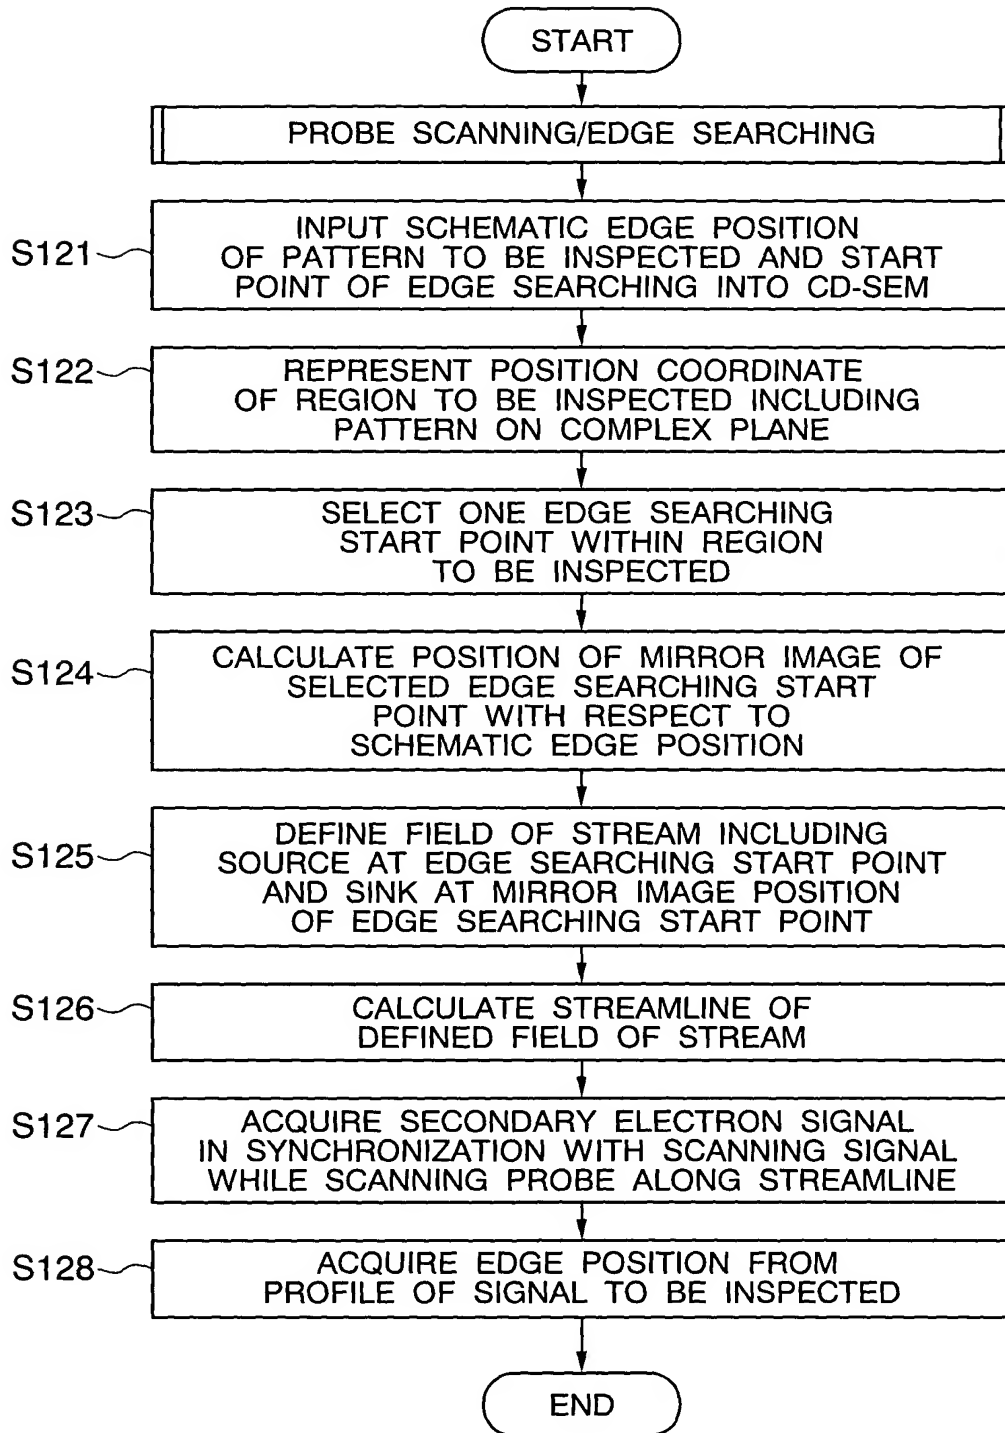 START
PROBE SCANNING/EDGE SEARCHING
S121
INPUT SCHEMATIC EDGE POSITION
OF PATTERN TO BE INSPECTED AND START
POINT OF EDGE SEARCHING INTO CD-SEM
S122
REPRESENT POSITION COORDINATE
OF REGION TO BE INSPECTED INCLUDING
PATTERN ON COMPLEX PLANE
S123
SELECT ONE EDGE SEARCHING
START POINT WITHIN REGION
TO BE INSPECTED
S124
CALCULATE POSITION OF MIRROR IMAGE OF
SELECTED EDGE SEARCHING START
POINT WITH RESPECT TO
SCHEMATIC EDGE POSITION
S125
DEFINE FIELD OF STREAM INCLUDING
SOURCE AT EDGE SEARCHING START POINT
AND SINK AT MIRROR IMAGE POSITION
OF EDGE SEARCHING START POINT
S126
CALCULATE STREAMLINE OF
DEFINED FIELD OF STREAM
S127
ACQUIRE SECONDARY ELECTRON SIGNAL
IN SYNCHRONIZATION WITH SCANNING SIGNAL
WHILE SCANNING PROBE ALONG STREAMLINE
S128
ACQUIRE EDGE POSITION FROM
PROFILE OF SIGNAL TO BE INSPECTED
END